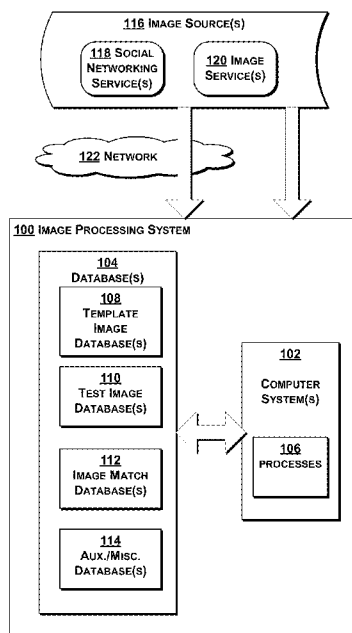 116 IMAGE SOURCE(S)
118 SOCIAL
NETWORKING
SERVICE(S)
120 IMAGE
SERVICE(S)
122 NETWORK
100 IMAGE PROCESSING SYSTEM
104
DATABASE(S)
108
TEMPLATE
IMAGE
DATABASE(S)
110
TEST IMAGE
DATABASE(S)
112
IMAGE MATCH
DATABASE(S)
114
AUX./MISC.
DATABASE(S)
102
COMPUTER
SYSTEM(S)
106
PROCESSES